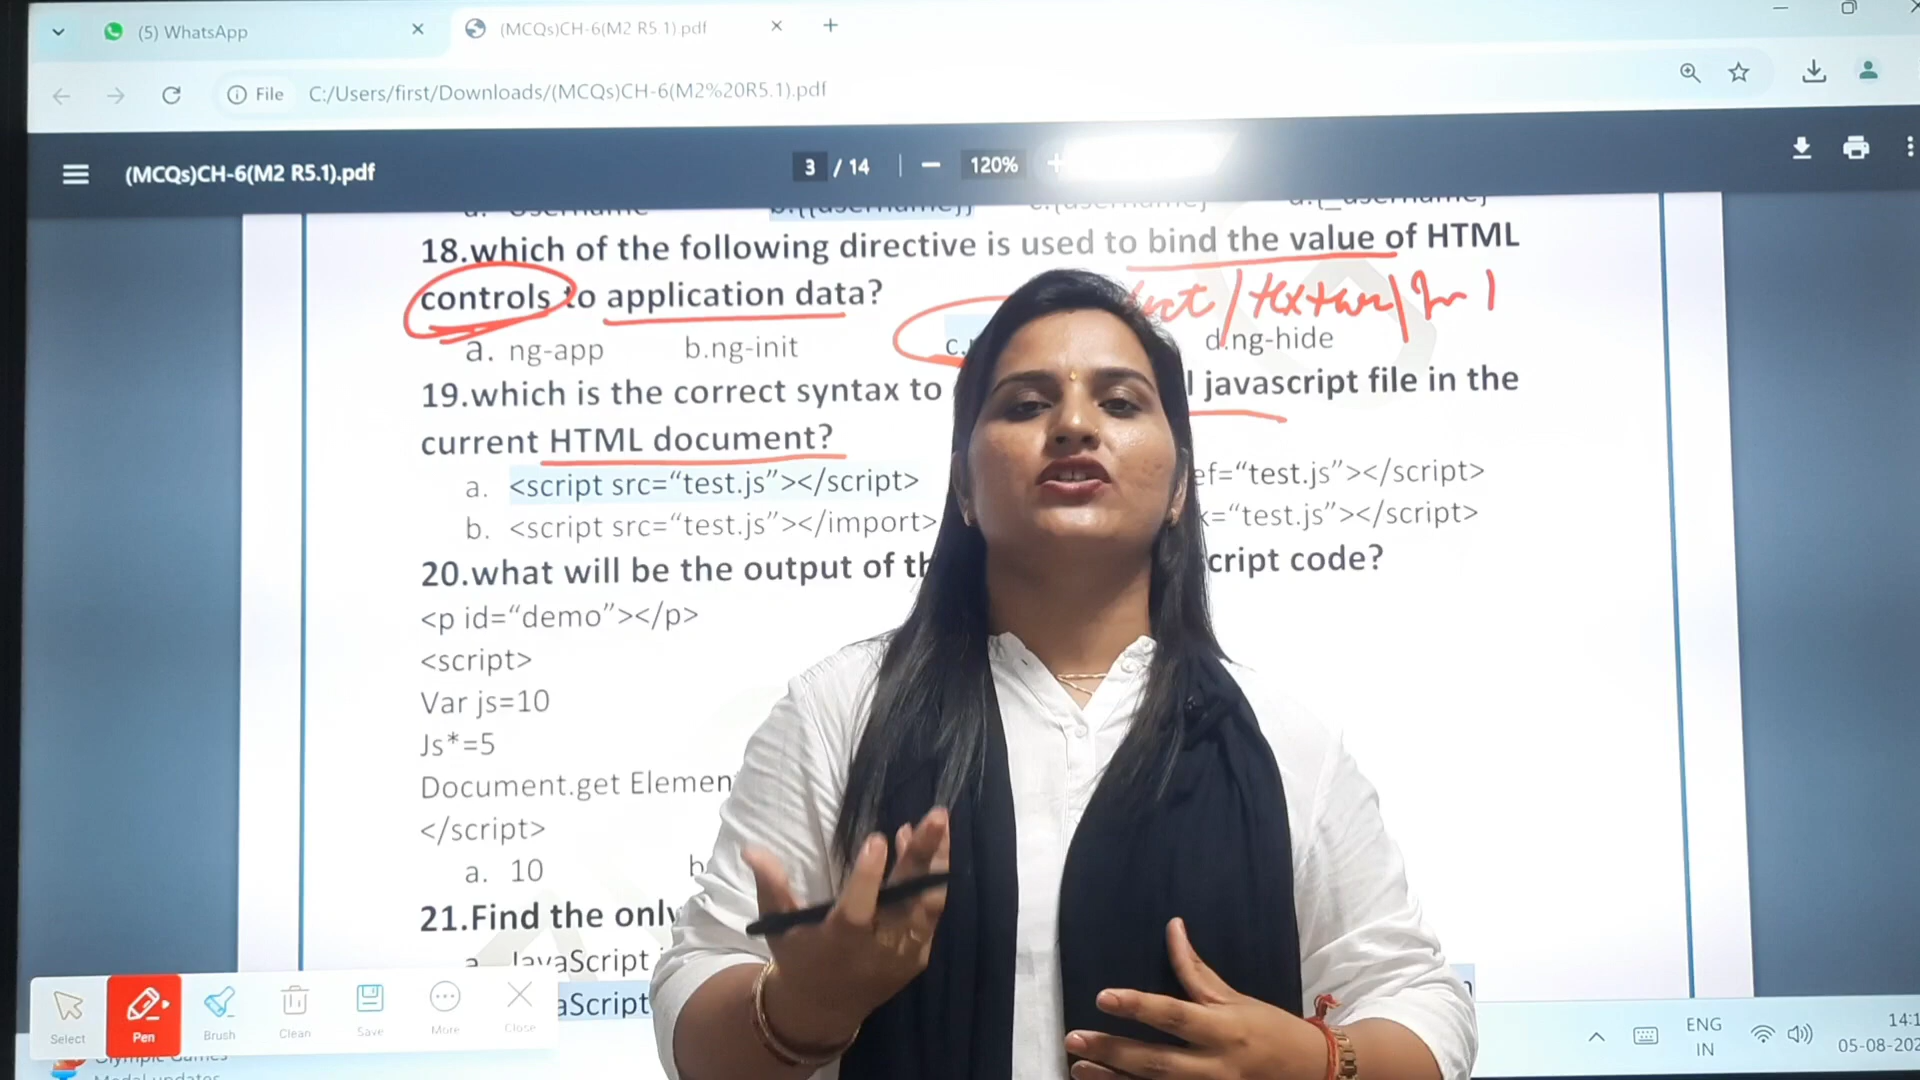 (5) WhatsApp
(MCQs)CH-6(M2 R5.1).pdf
File C:/Users/first/Downloads/(MCQs)CH-6(M2%20R5.1).pdf
(MCQs)CH-6(M2 R5.1).pdf 3 / 14 120%
18.which of the following directive is used to bind the value of HTML
controls to application data?
/
a. ng-app b.ng-init c. d.ng-hide
19.which is the correct syntax to javascript file in the
current HTML document?
a. <script src=“test.js”></script> ef=“test.js”></script>
b. <script src=“test.js”></import> =“test.js”></script>
20.what will be the output of cript code?
<p id=“demo”></p>
<script>
Var js=10
Js*=5
Document.get Elemen
</script>
a. 10 b
21.Find the only
JavaScript
aScript
Select Pen Brush Clean Save More Close
ENG
IN
14:1
05-08-202